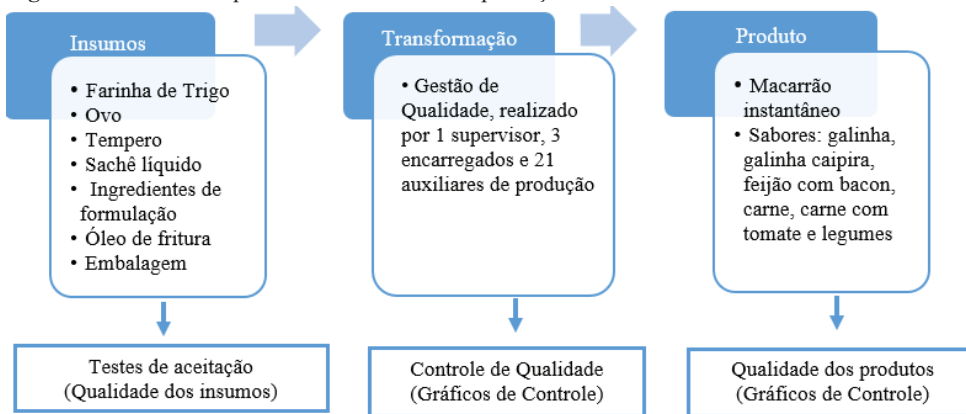 Insumos
• Farinha de Trigo
• Ovo
• Tempero
• Sachê líquido
• Ingredientes de
formulação
• Óleo de fritura
• Embalagem
Testes de aceitação
(Qualidade dos insumos)
Transformação
• Gestão de
Qualidade, realizado
por 1 supervisor, 3
encarregados e 21
auxiliares de produção
Controle de Qualidade
(Gráficos de Controle)
Produto
• Macarrão
instantâneo
• Sabores: galinha,
galinha caipira,
feijão com bacon,
carne, carne com
tomate e legumes
Qualidade dos produtos
(Gráficos de Controle)